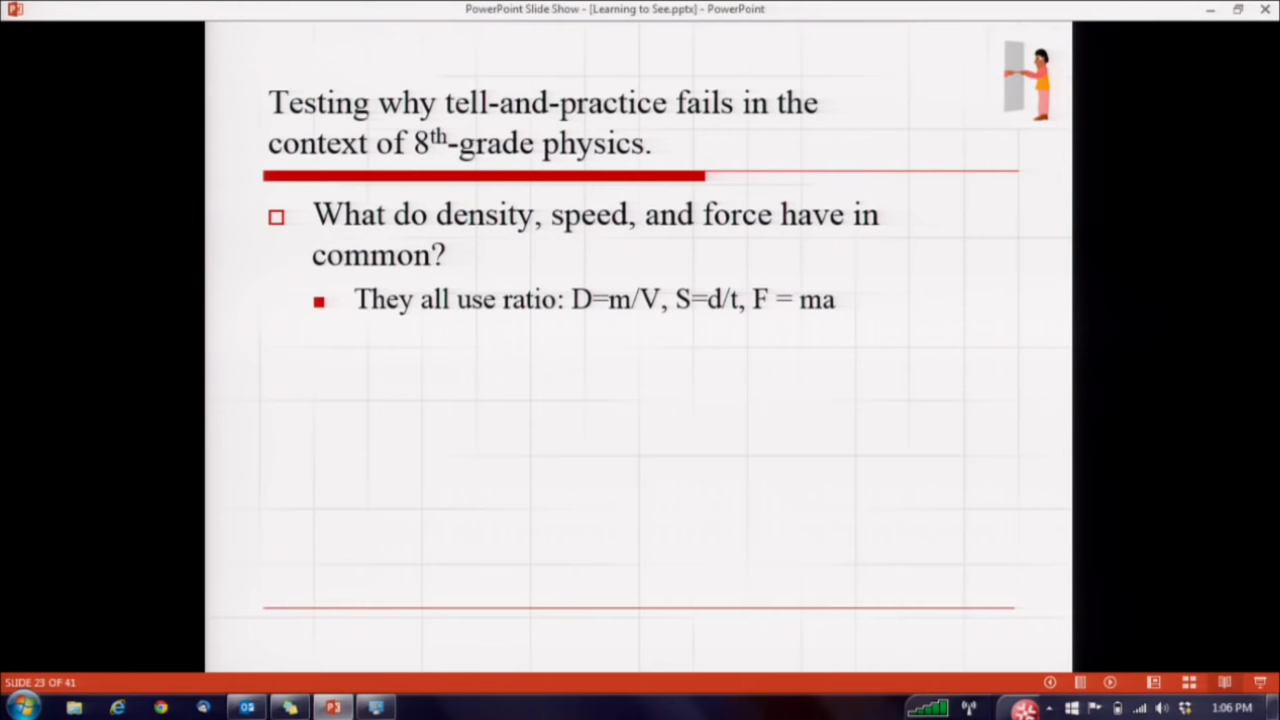 PowerPoint Slide Show - [Learning to See.pptx] - PowerPoint
Testing why tell-and-practice fails in the
context of 8th-grade physics.
What do density, speed, and force have in
common?
They all use ratio: D=m/V, S=d/t, F = ma
SLIDE 23 OF 41
1:06 PM